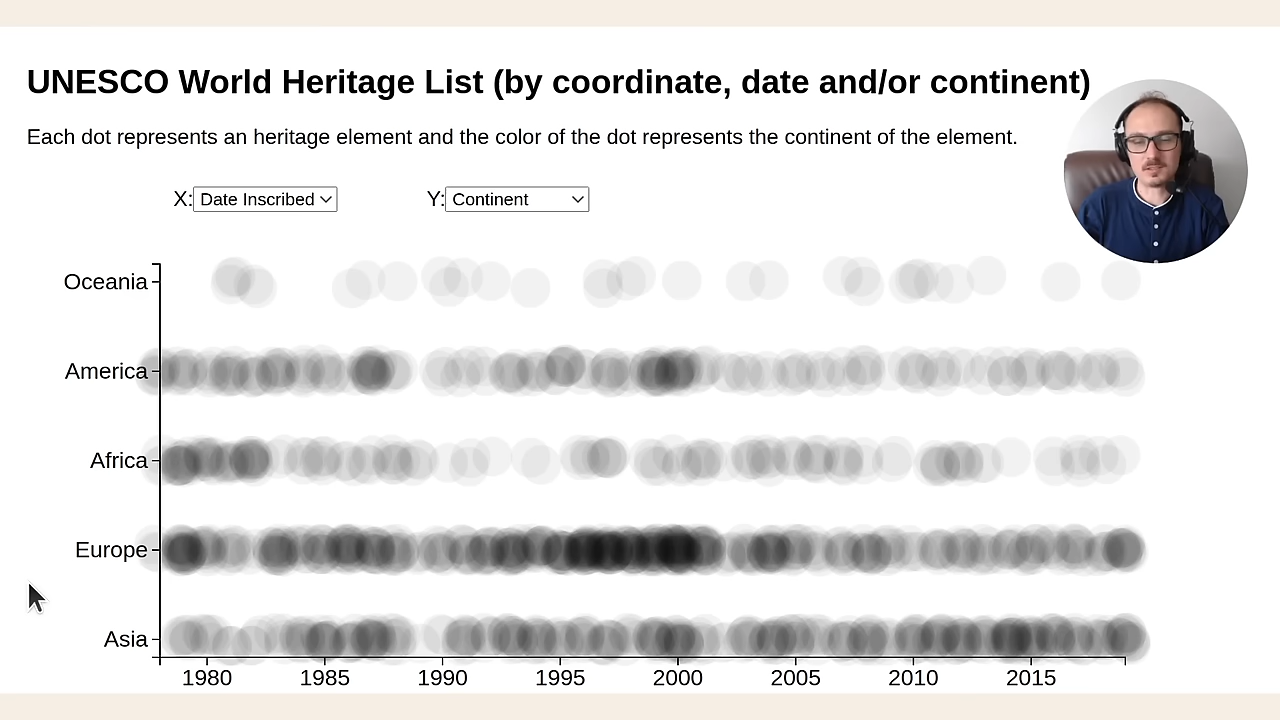 UNESCO World Heritage List (by coordinate, date and/or continent)
Each dot represents an heritage element and the color of the dot represents the continent of the element.
X: Date Inscribed Y: Continent
Oceania
America
Africa
Europe
Asia
1980 1985 1990 1995 2000 2005 2010 2015